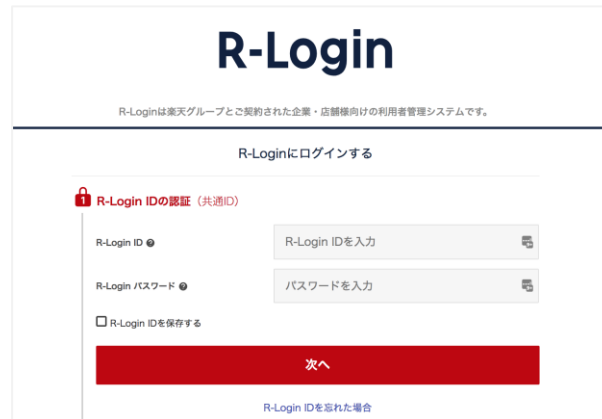 R-Login
R-Loginは楽天グループとご契約された企業・店舗様向けの利用者管理システムです。
R-Loginにログインする
1 R-Login IDの認証（共通ID）
R-Login ID ? R-Login IDを入力
R-Login パスワード ? パスワードを入力
R-Login IDを保存する
次へ
R-Login IDを忘れた場合